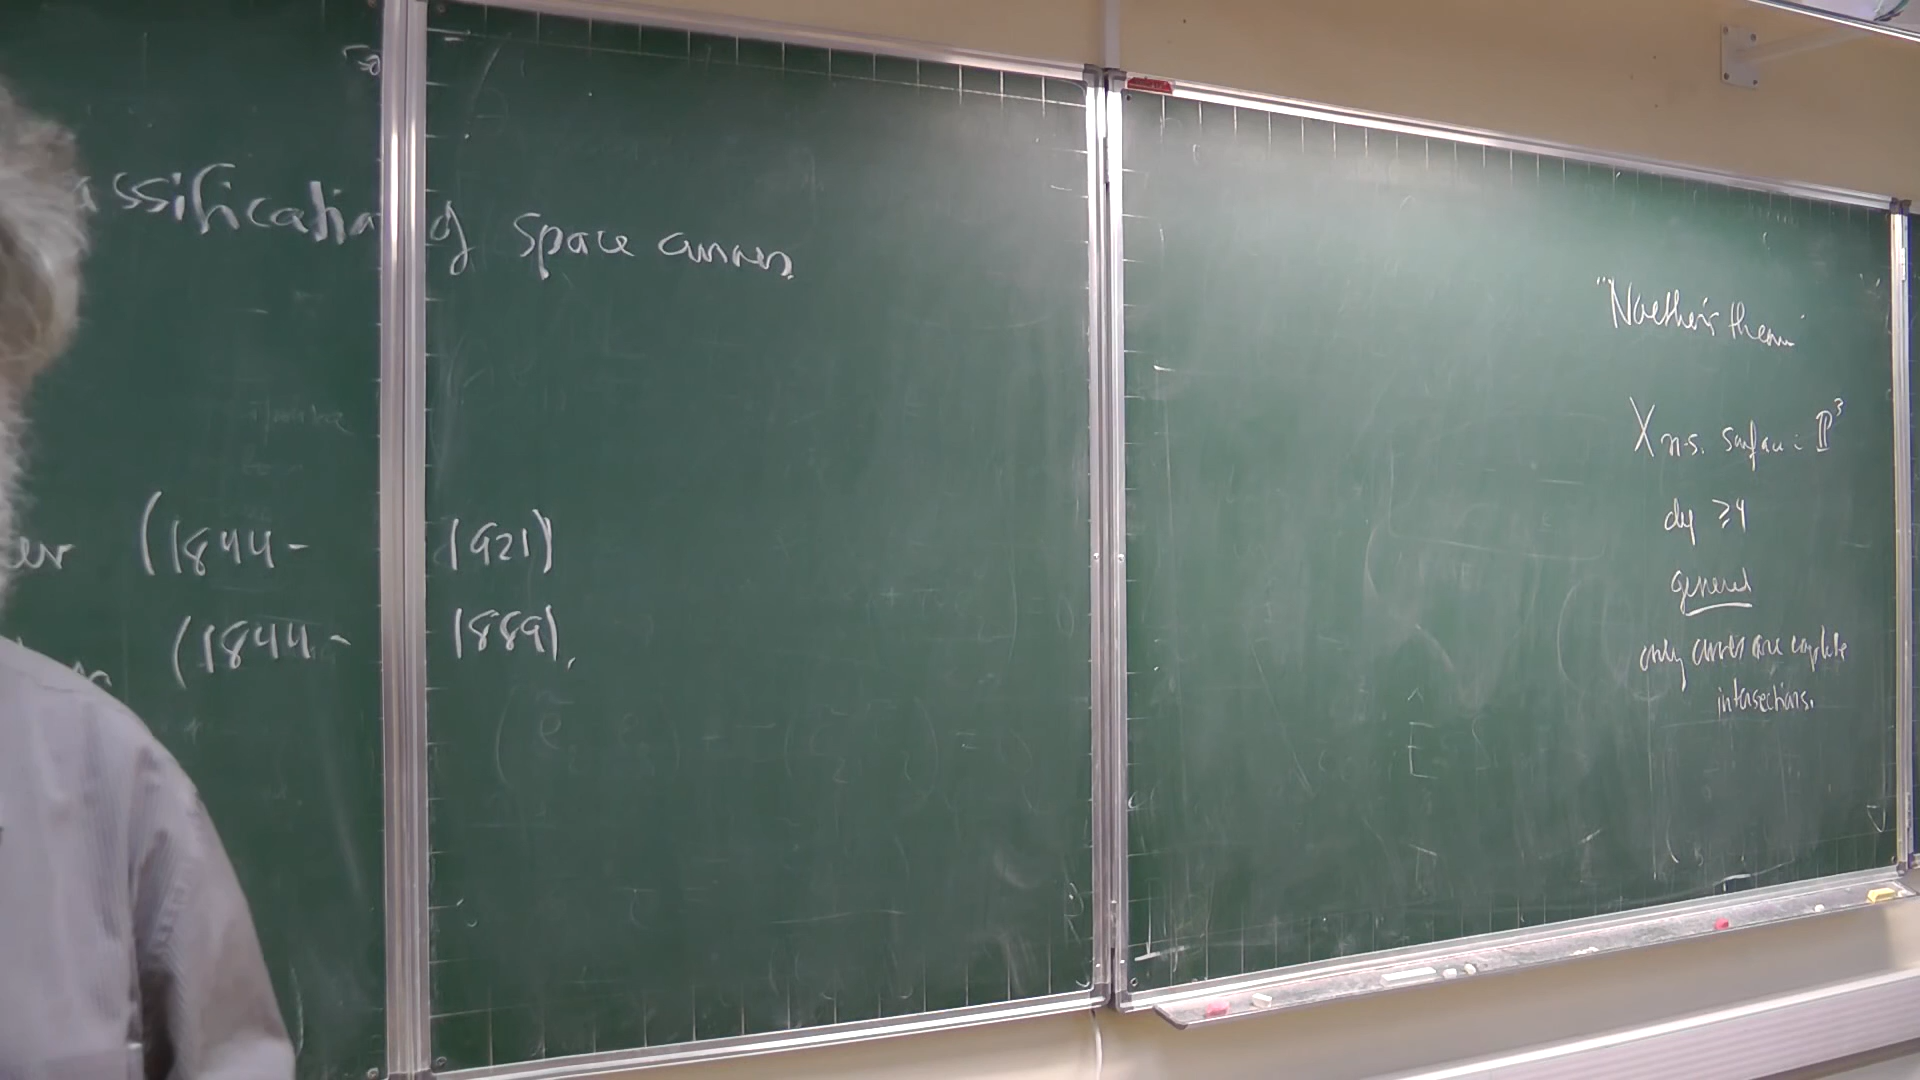 assification of space curves.
(1844- 1921)
(1844- 1889),
"Noether's theorem"
X n.s. surface in P³
deg ≥4
general
only curves are complete
intersections.